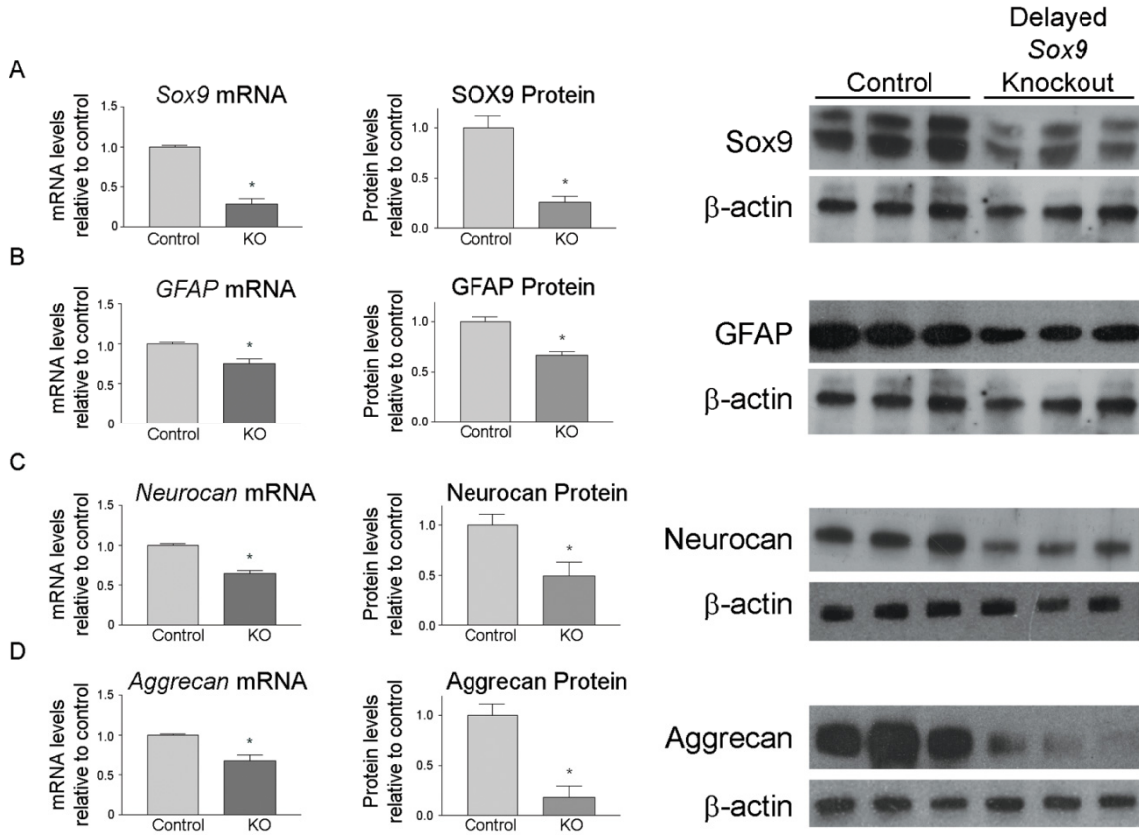 Delayed
Sox9
Control Knockout
A
Sox9 mRNA
mRNA levels
relative to control
1.5
1.0
0.5
0
*
Control KO
SOX9 Protein
Protein levels
relative to control
1.0
0.75
0.5
0.25
0.0
*
Control KO
Sox9
β-actin
B
GFAP mRNA
mRNA levels
relative to control
1.5
1.0
0.5
0
*
Control KO
GFAP Protein
Protein levels
relative to control
1.0
0.5
0.0
*
Control KO
GFAP
β-actin
C
Neurocan mRNA
mRNA levels
relative to control
1.5
1.0
0.5
0
*
Control KO
Neurocan Protein
Protein levels
relative to control
1.0
0.5
0.0
*
Control KO
Neurocan
β-actin
D
Aggrecan mRNA
mRNA levels
relative to control
1.5
1.0
0.5
0
*
Control KO
Aggrecan Protein
Protein levels
relative to control
1.0
0.5
0.0
*
Control KO
Aggrecan
β-actin